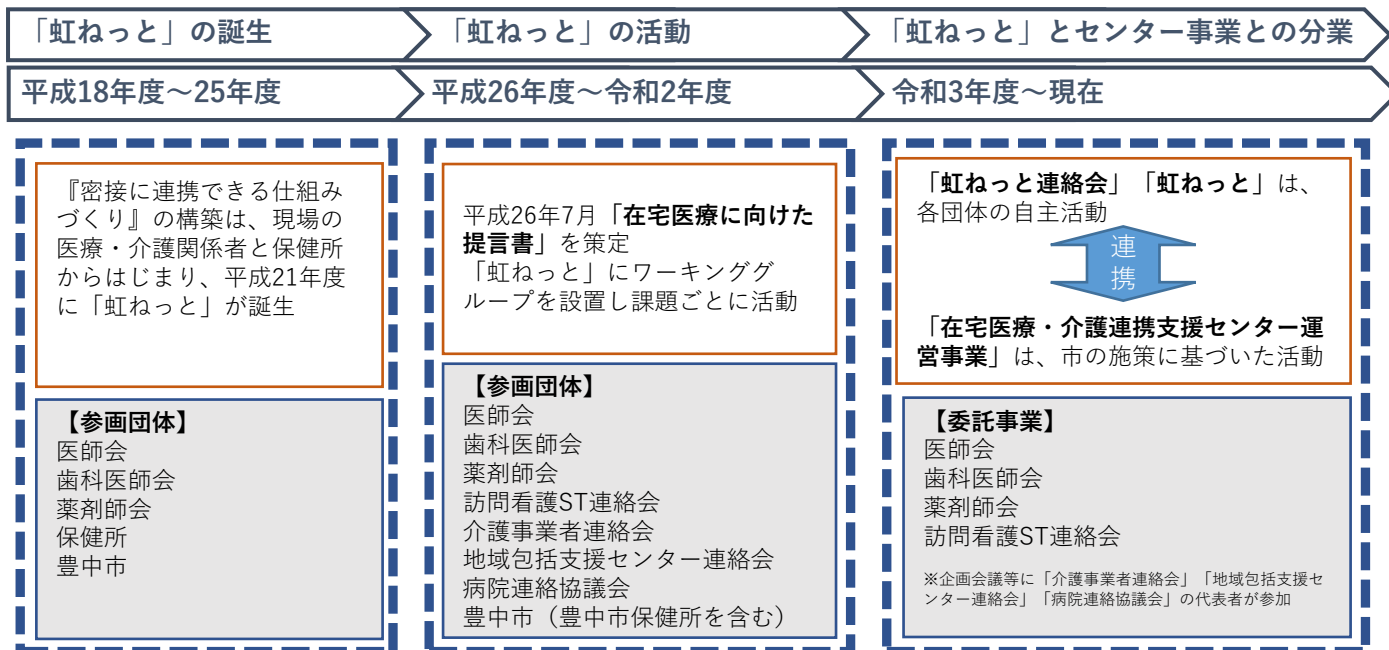 「虹ねっと」の誕生
「虹ねっと」の活動
「虹ねっと」とセンター事業との分業
平成18年度～25年度
平成26年度～令和2年度
令和3年度～現在
『密接に連携できる仕組み
づくり』の構築は、現場の
医療・介護関係者と保健所
からはじまり、平成21年度
に「虹ねっと」が誕生
【参画団体】
医師会
歯科医師会
薬剤師会
保健所
豊中市
平成26年7月「在宅医療に向けた
提言書」を策定
「虹ねっと」にワーキンググ
ループを設置し課題ごとに活動
【参画団体】
医師会
歯科医師会
薬剤師会
訪問看護ST連絡会
介護事業者連絡会
地域包括支援センター連絡会
病院連絡協議会
豊中市（豊中市保健所を含む）
「虹ねっと連絡会」「虹ねっと」は、
各団体の自主活動
連
携
「在宅医療・介護連携支援センター運
営事業」は、市の施策に基づいた活動
【委託事業】
医師会
歯科医師会
薬剤師会
訪問看護ST連絡会
※企画会議等に「介護事業者連絡会」「地域包括支援セ
ンター連絡会」「病院連絡協議会」の代表者が参加